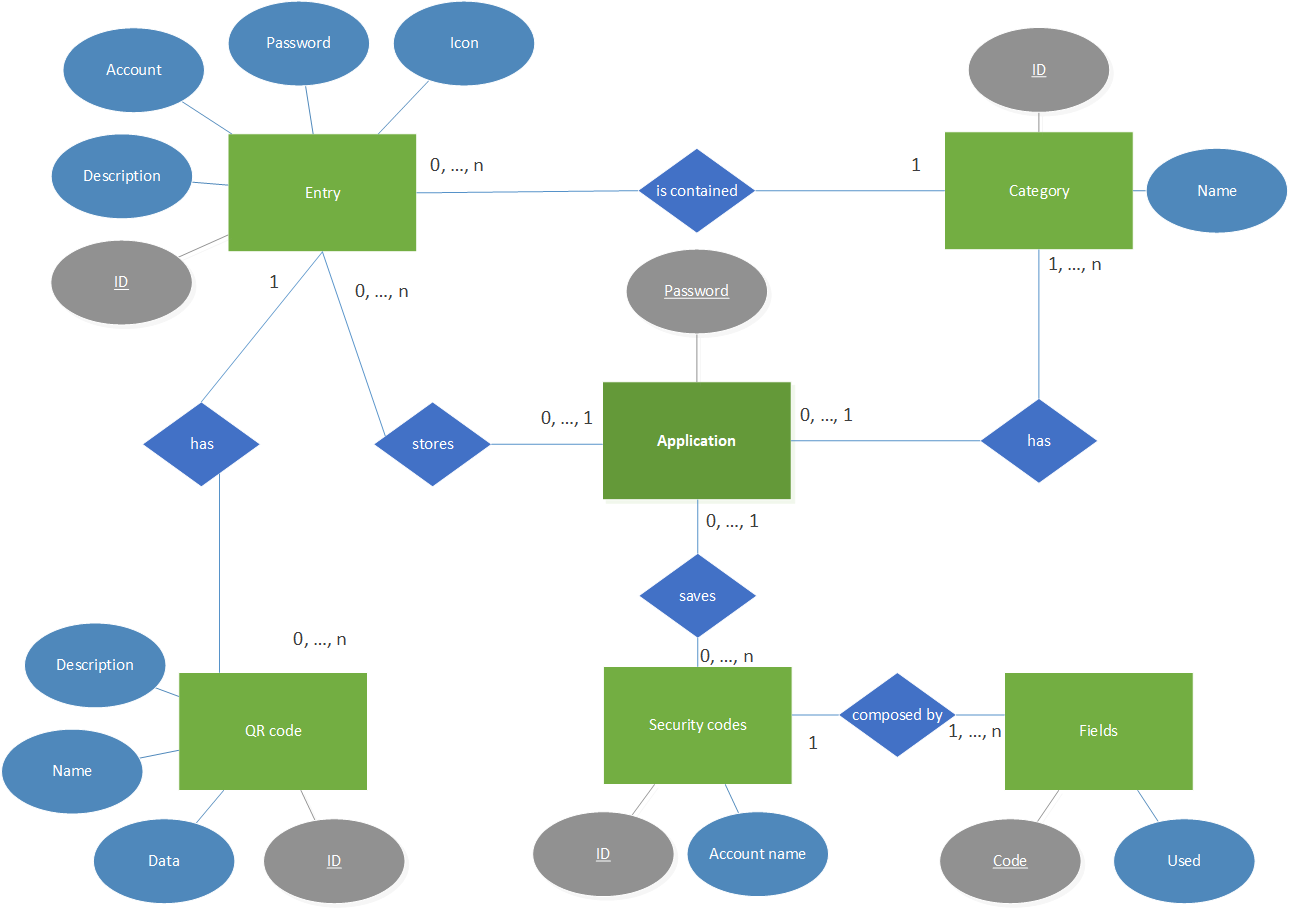 Password
Icon
Account
ID
0, ..., n
1
Description
Entry
is contained
Category
Name
ID
1
0, ..., n
Password
1, ..., n
0, ..., 1
0, ..., 1
has
stores
Application
has
0, ..., 1
saves
0, ..., n
0, ..., n
Description
QR code
Security codes
composed by
Fields
1
1, ..., n
Name
Data
ID
ID
Account name
Code
Used